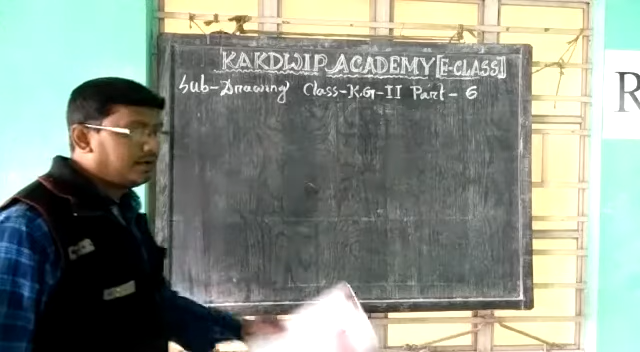 KAKDWIP ACADEMY [E-CLASS]
Sub-Drawing Class-K.G-II Part-6
R